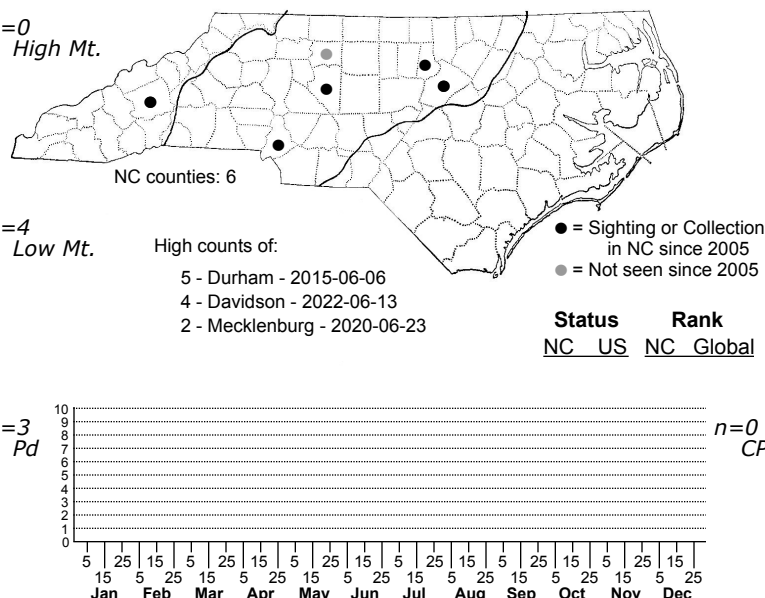 =0
High Mt.
NC counties: 6
=4
Low Mt.
High counts of:
5 - Durham - 2015-06-06
4 - Davidson - 2022-06-13
2 - Mecklenburg - 2020-06-23
● = Sighting or Collection
in NC since 2005
● = Not seen since 2005
Status Rank
NC US NC Global
=3
Pd
n=0
CP
10
9
8
7
6
5
4
3
2
1
0
5 25 15 5 25 15 5 25 15 5 25 15 5 25 15 5 25 15
15 5 25 15 5 25 15 5 25 15 5 25 15 5 25 15 5 25
Jan Feb Mar Apr May Jun Jul Aug Sep Oct Nov Dec